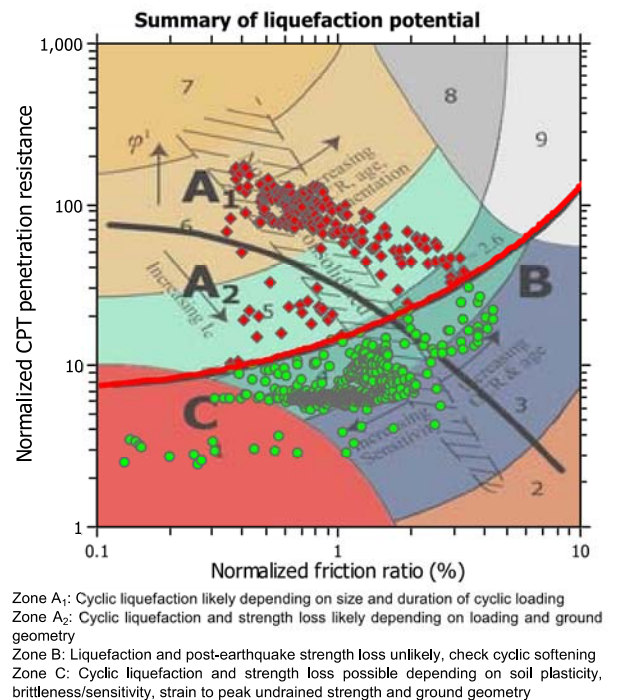 Summary of liquefaction potential
1,000
100
10
1
0.1
1
10
Normalized CPT penetration resistance
Normalized friction ratio (%)
7
8
9
φ'
A1
6
A2
5
Increasing Ic
2.6
B
C
3
2
Increasing
Sensitivity
Zone A1: Cyclic liquefaction likely depending on size and duration of cyclic loading
Zone A2: Cyclic liquefaction and strength loss likely depending on loading and ground
geometry
Zone B: Liquefaction and post-earthquake strength loss unlikely, check cyclic softening
Zone C: Cyclic liquefaction and strength loss possible depending on soil plasticity,
brittleness/sensitivity, strain to peak undrained strength and ground geometry